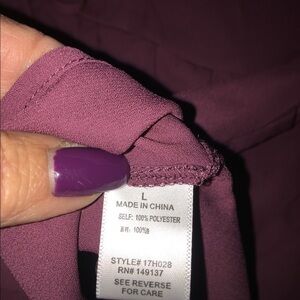 L
MADE IN CHINA
SELF: 100% POLYESTER
STYLE# 17H028
RN# 149137
SEE REVERSE
FOR CARE